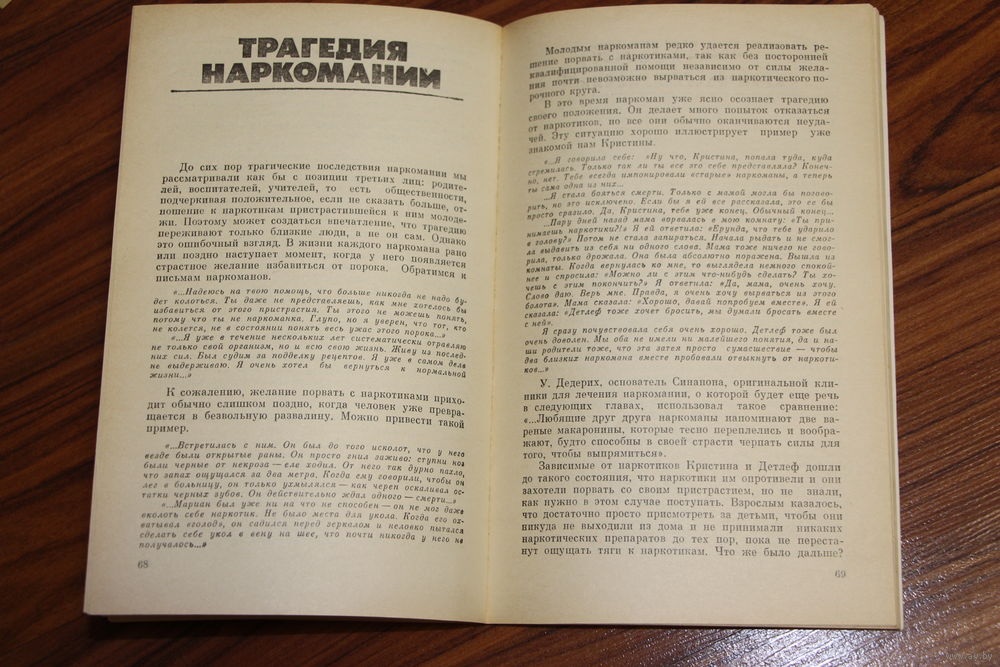 ТРАГЕДИЯ
НАРКОМАНИИ
До сих пор трагические последствия наркомании мы
рассматривали как бы с позиции третьих лиц: родите-
лей, воспитателей, учителей, то есть общественности,
подчеркивая положительное, если не сказать больше, от-
ношение к наркотикам пристрастившейся к ним молоде-
жи. Поэтому может создаться впечатление, что трагедию
переживают только близкие люди, а не он сам. Однако
это ошибочный взгляд. В жизни каждого наркомана рано
или поздно наступает момент, когда у него появляется
страстное желание избавиться от порока. Обратимся к
письмам наркоманов.
«...Надеюсь на твою помощь, что больше никогда не надо бу-
дет колоться. Ты даже не представляешь, как мне хотелось бы
избавиться от этого пристрастия. Ты этого не можешь понять,
потому что ты не наркоманка. Глупо, но я уверен, что тот, кто
не колется, не в состоянии понять весь ужас этого порока...»
«...Я уже в течение нескольких лет систематически отравляю
не только свой организм, но и всю свою жизнь. Живу из послед-
них сил. Был судим за подделку рецептов. Я уже в самом деле
не выдерживаю. Я очень хотел бы вернуться к нормальной
жизни...»
К сожалению, желание порвать с наркотиками прихо-
дит обычно слишком поздно, когда человек уже превра-
щается в безвольную развалину. Можно привести такой
пример.
«...Встретилась с ним. Он был до того исколот, что у него
везде были открытые раны. Он просто гнил заживо: ступни ног
были черные от некроза — еле ходил. От него так дурно пахло,
что запах ощущался за два метра. Когда ему говорили, чтобы он
лег в больницу, он только ухмылялся — как череп оскаливал ос-
татки черных зубов. Он действительно ждал одного — смерти...»
«...Мариан был уже ни на что не способен — он не мог даже
вколоть себе наркотик. Не было места для укола. Когда его ох-
ватывал «голод», он садился перед зеркалом и неловко пытался
сделать себе укол в вену на шее, что почти никогда у него не
получалось...»
68
Молодым наркоманам редко удается реализовать ре-
шение порвать с наркотиками, так как без посторонней
квалифицированной помощи независимо от силы жела-
ния почти невозможно вырваться из наркотического по-
рочного круга.
В это время наркоман уже ясно осознает трагедию
своего положения. Он делает много попыток отказаться
от наркотиков, но все они обычно оканчиваются неуда-
чей. Эту ситуацию хорошо иллюстрирует пример уже
знакомой нам Кристины.
«...Я говорила себе: «Ну что, Кристина, попала туда, куда
стремилась. Только так ли ты все это себе представляла? Конеч-
но, нет. Тебе всегда импонировали «старые» наркоманы, а теперь
ты сама одна из них...
...Я стала бояться смерти. Только с мамой могла бы погово-
рить, но это исключено. Если бы я ей все рассказала, это ее бы
просто сразило. Да, Кристина, тебе уже конец. Обычный конец...
...Пару дней назад мама «ворвалась в мою комнату: «Ты при-
нимаешь наркотики?!» Я ей ответила: «Ерунда, что тебе ударило
в голову?» Потом не стала запираться. Начала рыдать и не смог-
ла выдавить из себя ни одного слова. Мама тоже ничего не гово-
рила, только дрожала. Она была абсолютно поражена. Вышла из
комнаты. Когда вернулась ко мне, то выглядела немного спокой-
нее и спросила: «Можно ли с этим что-нибудь сделать? Ты хо-
чешь с этим покончить?» Я ответила: «Да, мама, очень хочу.
Слово даю. Верь мне. Правда, я очень хочу вырваться из этого
болота». Мама сказала: «Хорошо, давай попробуем вместе». Я ей
сказала: «Детлеф тоже хочет бросить, мы думали бросать вместе
с ней».
Я сразу почувствовала себя очень хорошо. Детлеф тоже был
очень доволен. Мы оба не имели ни малейшего понятия, да и на-
ши родители тоже, что эта затея просто сумасшествие — чтобы
два близких наркомана вместе пробовали отвыкнуть от наркоти-
ков...»
У. Дедерих, основатель Синанона, оригинальной кли-
ники для лечения наркомании, о которой будет еще речь
в следующих главах, использовал такое сравнение:
«...Любящие друг друга наркоманы напоминают две ва-
реные макаронины, которые тесно переплелись и вообра-
жают, будто способны в своей страсти черпать силы для
того, чтобы выпрямиться».
Зависимые от наркотиков Кристина и Детлеф дошли
до такого состояния, что наркотики им опротивели и они
захотели порвать со своим пристрастием, но не знали,
как нужно в этом случае поступать. Взрослым казалось,
что достаточно просто присмотреть за детьми, чтобы они
никуда не выходили из дома и не принимали никаких
наркотических препаратов до тех пор, пока не переста-
нут ощущать тяги к наркотикам. Что же было дальше?
69
www.ay.by